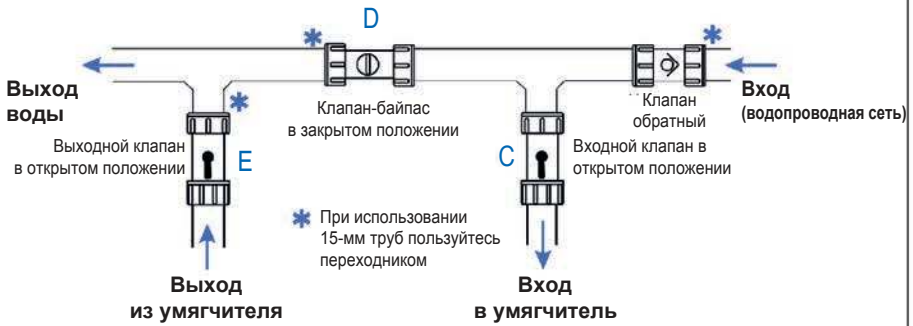 D
Выход
воды
Клапан-байпас
в закрытом положении
Клапан
обратный
Вход
(водопроводная сеть)
Выходной клапан
в открытом положении
E
C
Входной клапан в
открытом положении
При использовании
15-мм труб пользуйтесь
переходником
Выход
из умягчителя
Вход
в умягчитель